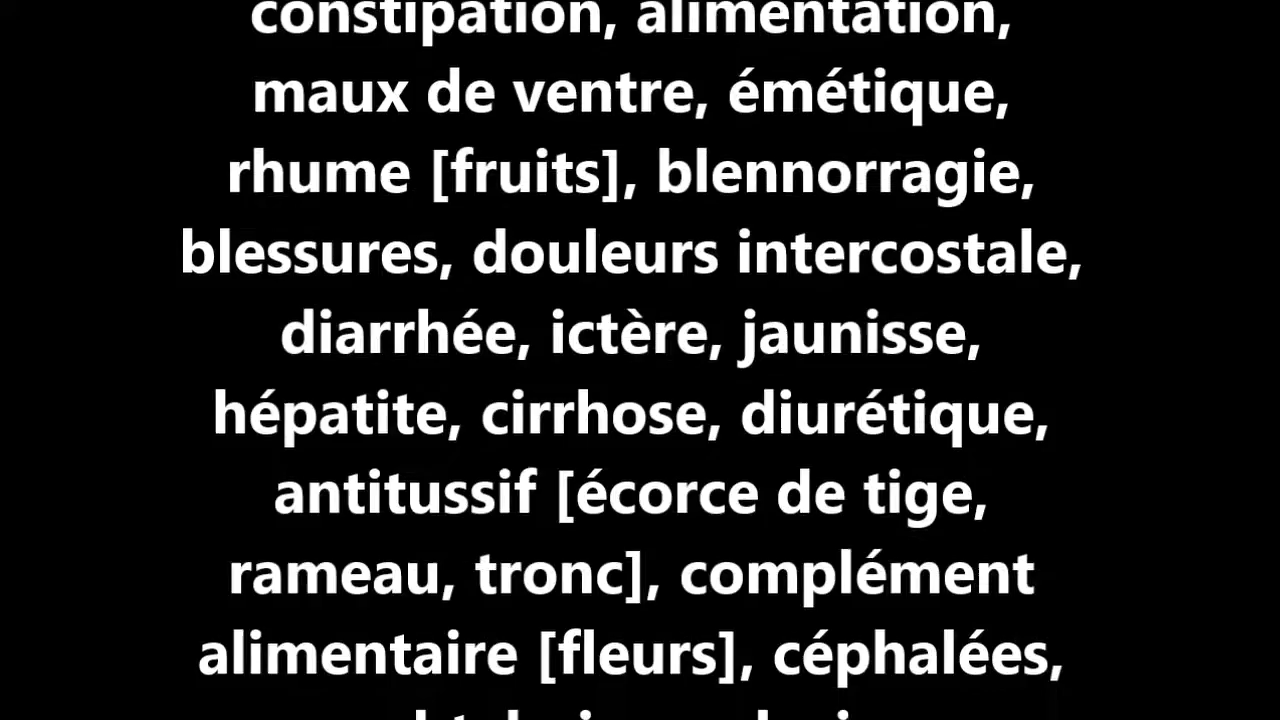 constipation, alimentation,
maux de ventre, émétique,
rhume [fruits], blennorragie,
blessures, douleurs intercostale,
diarrhée, ictère, jaunisse,
hépatite, cirrhose, diurétique,
antitussif [écorce de tige,
rameau, tronc], complément
alimentaire [fleurs], céphalées,